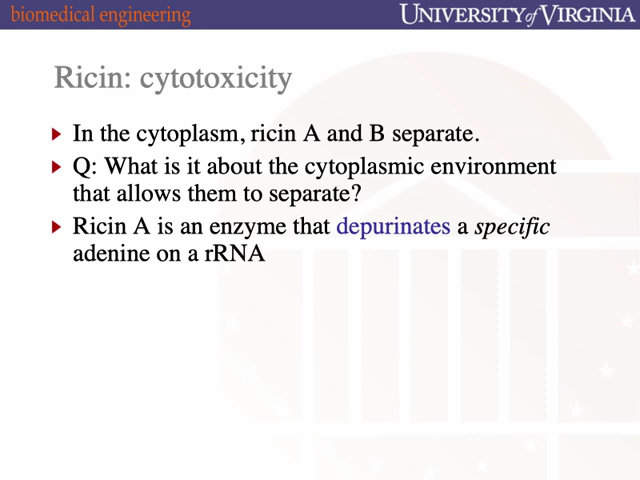 biomedical engineering
UNIVERSITY of VIRGINIA
Ricin: cytotoxicity
In the cytoplasm, ricin A and B separate.
Q: What is it about the cytoplasmic environment
that allows them to separate?
Ricin A is an enzyme that depurinates a specific
adenine on a rRNA